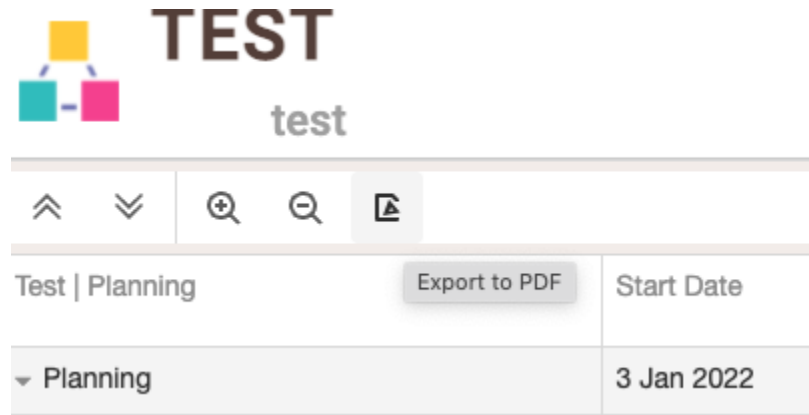 TEST
test
Export to PDF
Test | Planning
Start Date
Planning
3 Jan 2022